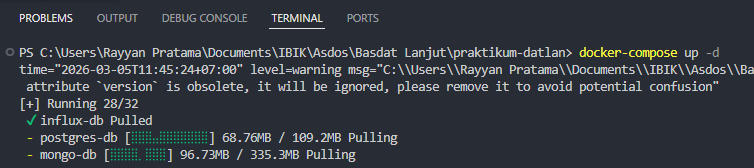 PROBLEMS OUTPUT DEBUG CONSOLE TERMINAL PORTS
PS C:\Users\Rayyan Pratama\Documents\IBIK\Asdos\Basdat Lanjut\praktikum-datlan> docker-compose up -d
time="2026-03-05T11:45:24+07:00" level=warning msg="C:\\Users\\Rayyan Pratama\\Documents\\IBIK\\Asdos\\Ba
attribute `version` is obsolete, it will be ignored, please remove it to avoid potential confusion"
[+] Running 28/32
✔ influx-db Pulled
- postgres-db [⣿⣿⣀⣿⣿⣿⣿⣿⣿] 68.76MB / 109.2MB Pulling
- mongo-db [⣿⣿⣿⣿⡀⣿⣿⣿] 96.73MB / 335.3MB Pulling